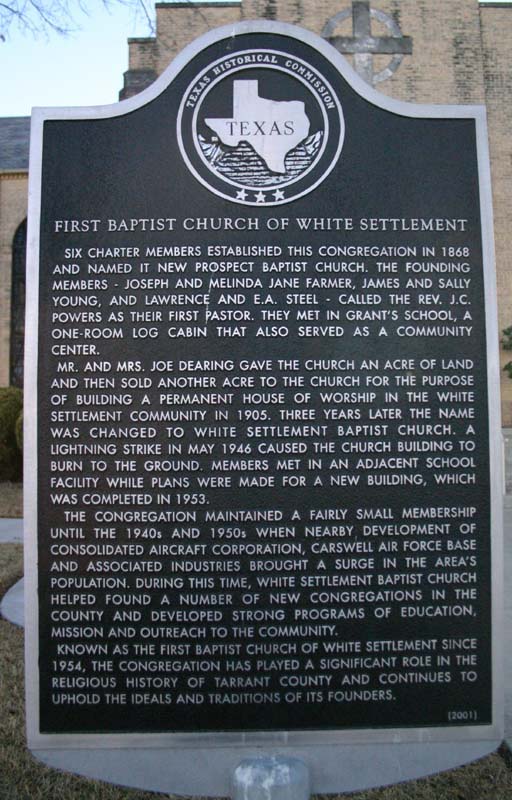 TEXAS HISTORICAL COMMISSION
TEXAS
FIRST BAPTIST CHURCH OF WHITE SETTLEMENT
SIX CHARTER MEMBERS ESTABLISHED THIS CONGREGATION IN 1868
AND NAMED IT NEW PROSPECT BAPTIST CHURCH. THE FOUNDING
MEMBERS - JOSEPH AND MELINDA JANE FARMER, JAMES AND SALLY
YOUNG, AND LAWRENCE AND E.A. STEEL - CALLED THE REV. J.C.
POWERS AS THEIR FIRST PASTOR. THEY MET IN GRANT'S SCHOOL, A
ONE-ROOM LOG CABIN THAT ALSO SERVED AS A COMMUNITY
CENTER.
MR. AND MRS. JOE DEARING GAVE THE CHURCH AN ACRE OF LAND
AND THEN SOLD ANOTHER ACRE TO THE CHURCH FOR THE PURPOSE
OF BUILDING A PERMANENT HOUSE OF WORSHIP IN THE WHITE
SETTLEMENT COMMUNITY IN 1905. THREE YEARS LATER THE NAME
WAS CHANGED TO WHITE SETTLEMENT BAPTIST CHURCH. A
LIGHTNING STRIKE IN MAY 1946 CAUSED THE CHURCH BUILDING TO
BURN TO THE GROUND. MEMBERS MET IN AN ADJACENT SCHOOL
FACILITY WHILE PLANS WERE MADE FOR A NEW BUILDING, WHICH
WAS COMPLETED IN 1953.
THE CONGREGATION MAINTAINED A FAIRLY SMALL MEMBERSHIP
UNTIL THE 1940s AND 1950s WHEN NEARBY DEVELOPMENT OF
CONSOLIDATED AIRCRAFT CORPORATION, CARSWELL AIR FORCE BASE
AND ASSOCIATED INDUSTRIES BROUGHT A SURGE IN THE AREA'S
POPULATION. DURING THIS TIME, WHITE SETTLEMENT BAPTIST CHURCH
HELPED FOUND A NUMBER OF NEW CONGREGATIONS IN THE
COUNTY AND DEVELOPED STRONG PROGRAMS OF EDUCATION,
MISSION AND OUTREACH TO THE COMMUNITY.
KNOWN AS THE FIRST BAPTIST CHURCH OF WHITE SETTLEMENT SINCE
1954, THE CONGREGATION HAS PLAYED A SIGNIFICANT ROLE IN THE
RELIGIOUS HISTORY OF TARRANT COUNTY AND CONTINUES TO
UPHOLD THE IDEALS AND TRADITIONS OF ITS FOUNDERS.
(2001)